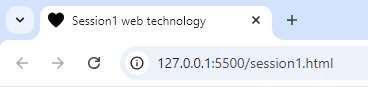 Session1 web technology
127.0.0.1:5500/session1.html